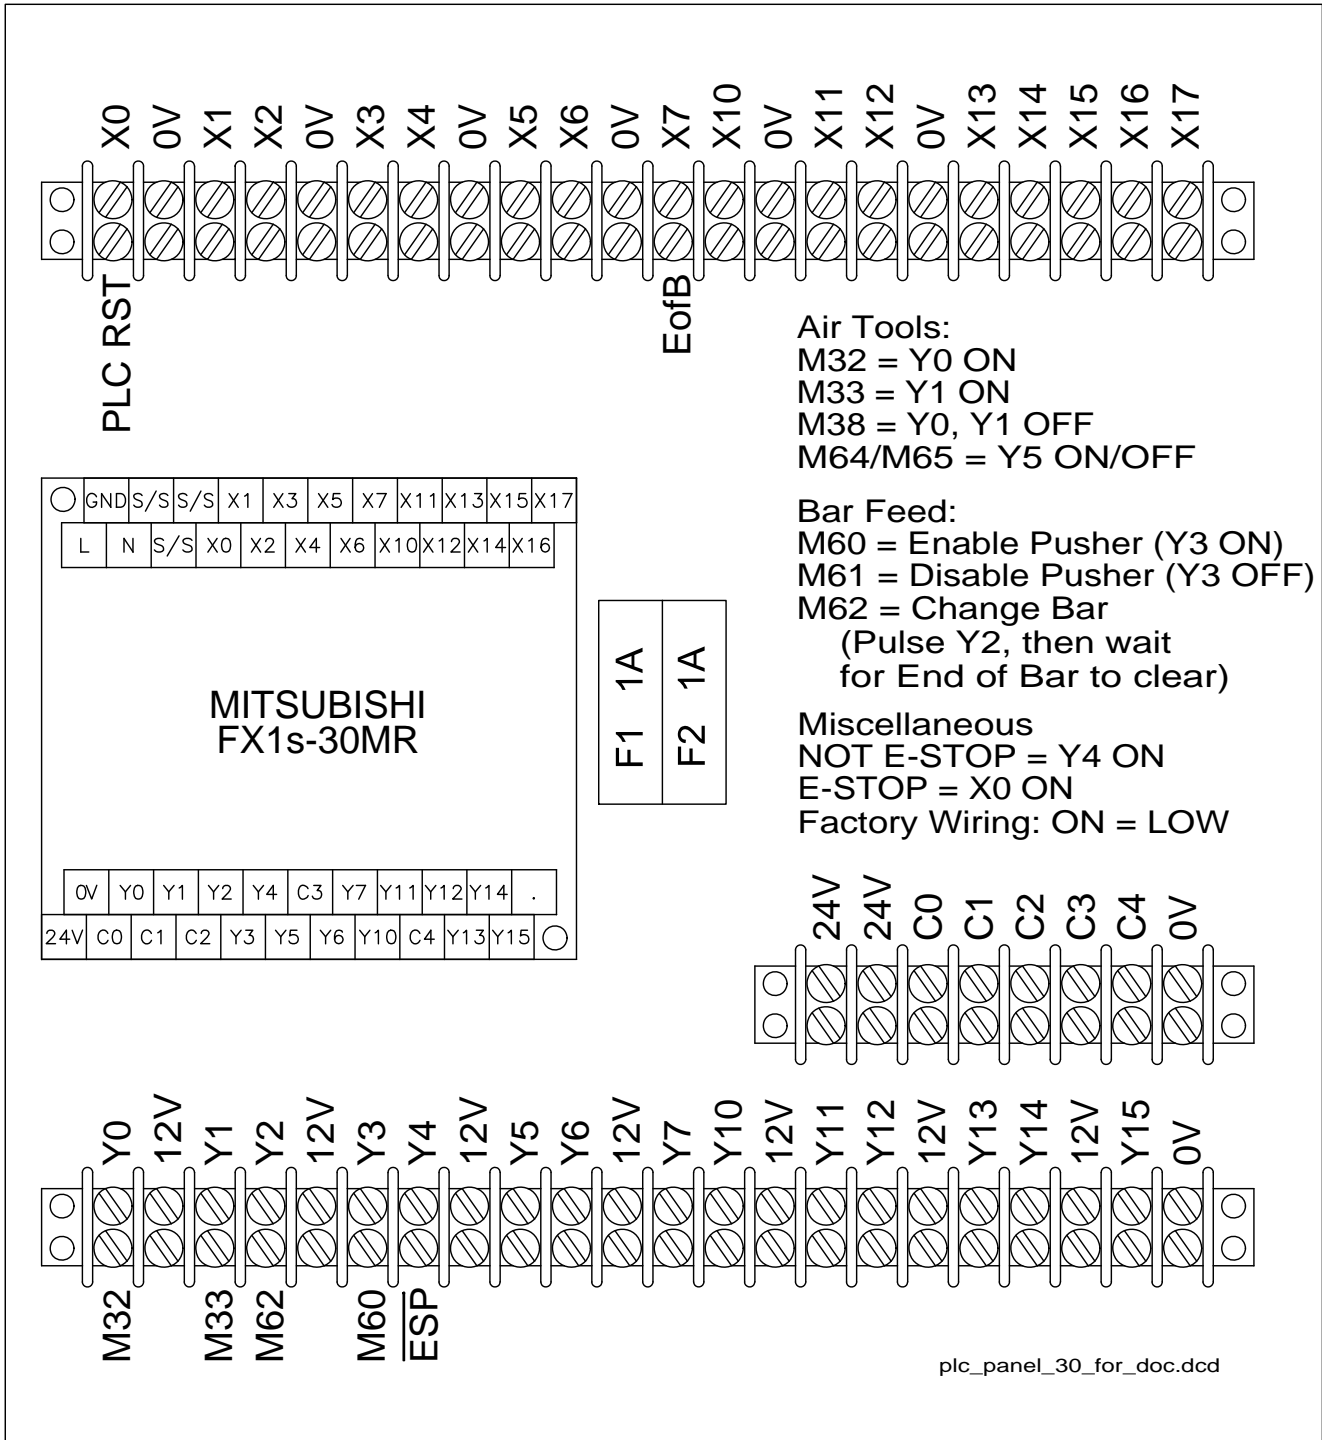 X0 0V X1 X2 0V X3 X4 0V X5 X6 0V X7 X10 0V X11 X12 0V X13 X14 X15 X16 X17
PLC RST
EofB
Air Tools:
M32 = Y0 ON
M33 = Y1 ON
M38 = Y0, Y1 OFF
M64/M65 = Y5 ON/OFF
Bar Feed:
M60 = Enable Pusher (Y3 ON)
M61 = Disable Pusher (Y3 OFF)
M62 = Change Bar
(Pulse Y2, then wait
for End of Bar to clear)
Miscellaneous
NOT E-STOP = Y4 ON
E-STOP = X0 ON
Factory Wiring: ON = LOW
GND S/S S/S X1 X3 X5 X7 X11 X13 X15 X17
L N S/S X0 X2 X4 X6 X10 X12 X14 X16
MITSUBISHI
FX1s-30MR
F1 1A
F2 1A
0V Y0 Y1 Y2 Y4 C3 Y7 Y11 Y12 Y14 .
24V C0 C1 C2 Y3 Y5 Y6 Y10 C4 Y13 Y15
24V 24V C0 C1 C2 C3 C4 0V
Y0 12V Y1 Y2 12V Y3 Y4 12V Y5 Y6 12V Y7 Y10 12V Y11 Y12 12V Y13 Y14 12V Y15 0V
M32 M33 M62 M60 ESP
plc_panel_30_for_doc.dcd